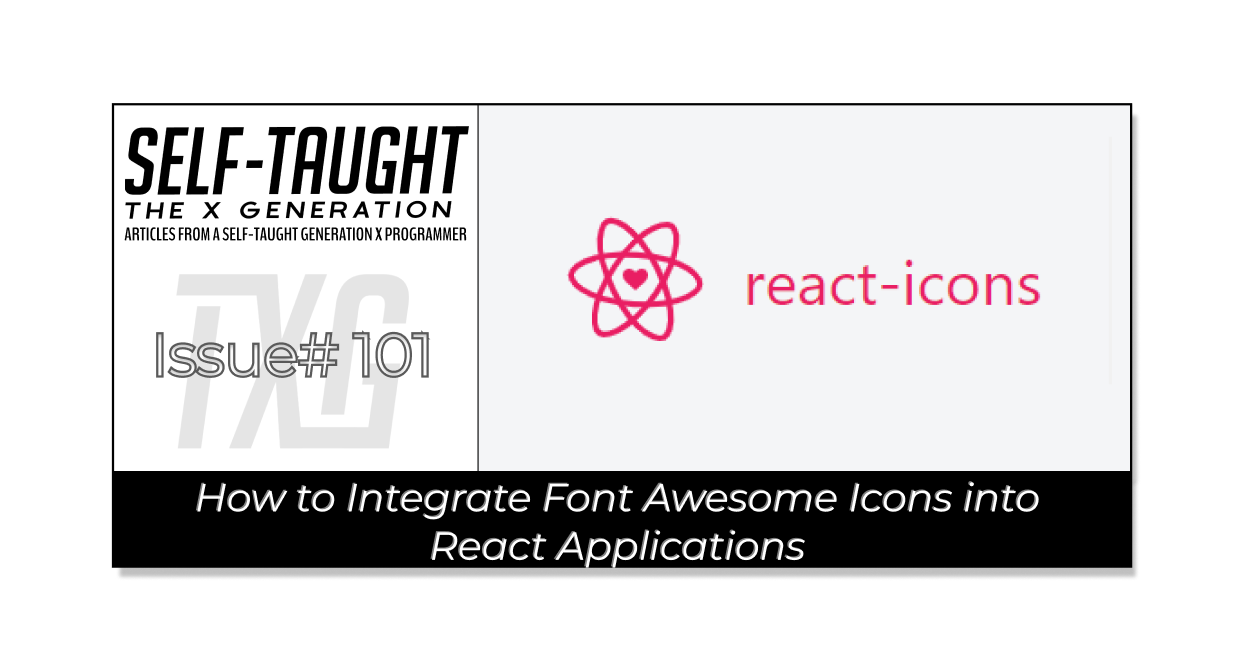 SELF-TAUGHT
THE X GENERATION
ARTICLES FROM A SELF-TAUGHT GENERATION X PROGRAMMER
TXG
Issue# 101
react-icons
How to Integrate Font Awesome Icons into
React Applications